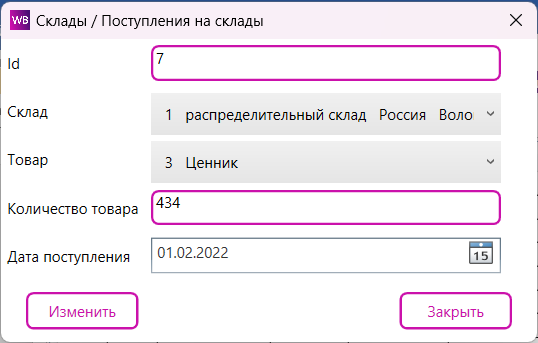 WB Склады / Поступления на склады
Id 7
Склад 1 распределительный склад Россия Воло
Товар 3 Ценник
Количество товара 434
Дата поступления 01.02.2022 15
Изменить Закрыть